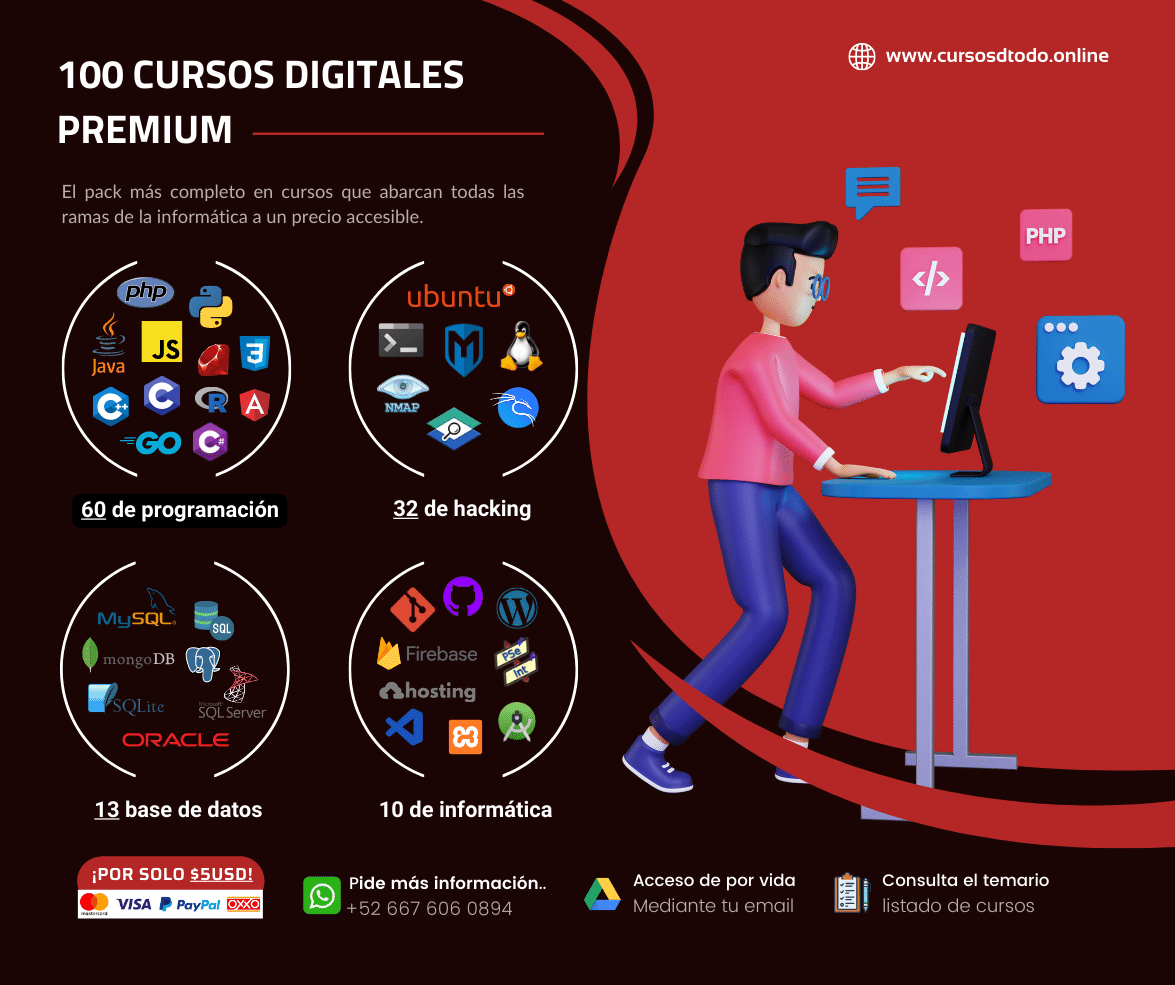 100 CURSOS DIGITALES
PREMIUM
www.cursosdtodo.online
El pack más completo en cursos que abarcan todas las
ramas de la informática a un precio accesible.
PHP
</>
php
Java
JS
3
C++
C
R
A
GO
C#
60 de programación
ubuntu
>_
M
NMAP
32 de hacking
MySQL
SQL
mongoDB
SQLite
Microsoft
SQL Server
ORACLE
13 base de datos
W
Firebase
PSe
Int
hosting
10 de informática
¡POR SOLO $5USD!
mastercard
VISA
PayPal
OXXO
Pide más información..
+52 667 606 0894
Acceso de por vida
Mediante tu email
Consulta el temario
listado de cursos